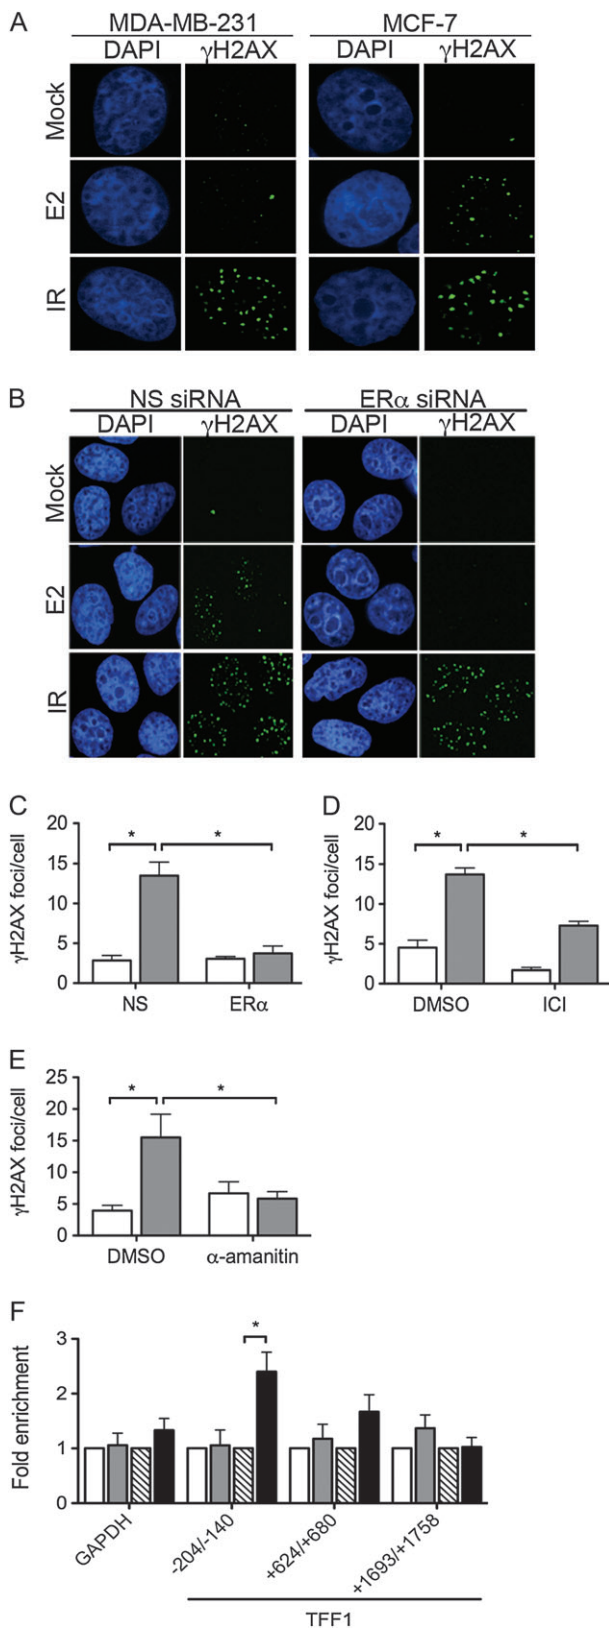 A
MDA-MB-231 MCF-7
DAPI γH2AX DAPI γH2AX
Mock
E2
IR
B
NS siRNA ERα siRNA
DAPI γH2AX DAPI γH2AX
Mock
E2
IR
C
γH2AX foci/cell
20
15
10
5
0
* *
NS ERα
D
γH2AX foci/cell
20
15
10
5
0
* *
DMSO ICI
E
γH2AX foci/cell
25
20
15
10
5
0
* *
DMSO α-amanitin
F
Fold enrichment
3
2
1
0
*
GAPDH -204/-140 +624/+680 +1693/+1758
TFF1